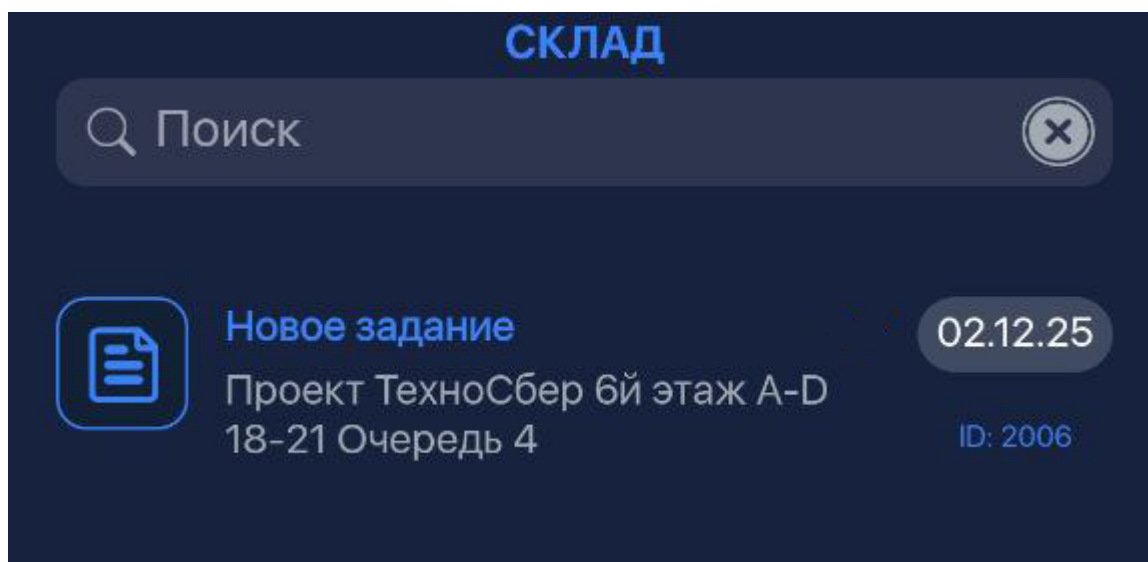 СКЛАД
Поиск
Новое задание
02.12.25
Проект ТехноСбер 6й этаж A-D
18-21 Очередь 4
ID: 2006